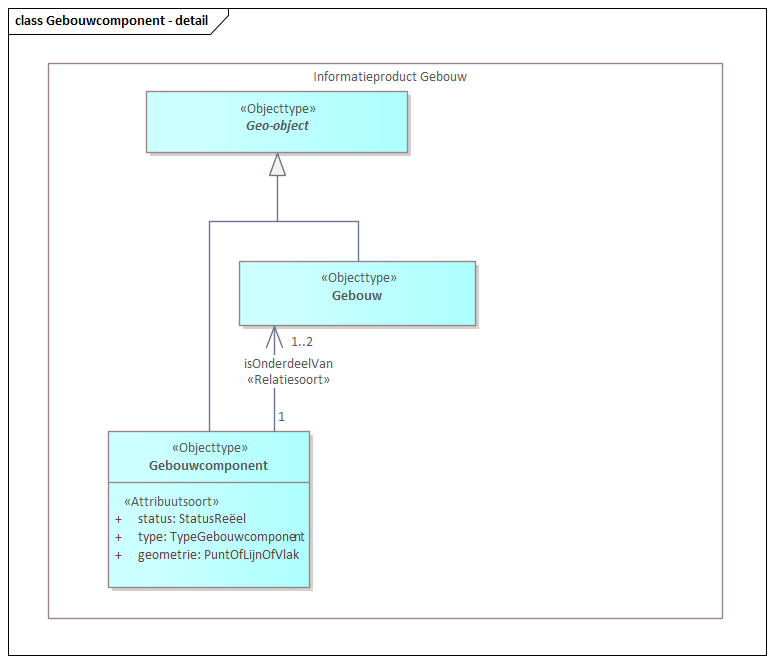 class Gebouwcomponent - detail
Informatieproduct Gebouw
«Objecttype»
Geo-object
«Objecttype»
Gebouw
1..2
isOnderdeelVan
«Relatiesoort»
1
«Objecttype»
Gebouwcomponent
«Attribuutsoort»
+ status: StatusReëel
+ type: TypeGebouwcomponent
+ geometrie: PuntOfLijnOfVlak